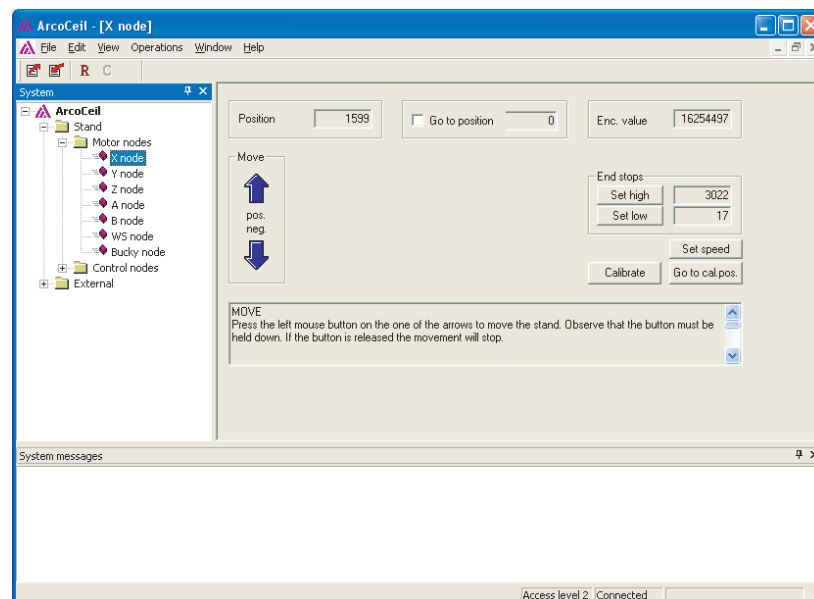 ArcoCeil - [X node]
File Edit View Operations Window Help
R C
System
ArcoCeil
Stand
Motor nodes
X node
Y node
Z node
A node
B node
WS node
Bucky node
Control nodes
External
Position 1599
Go to position 0
Enc. value 16254497
Move
pos.
neg.
End stops
Set high 3022
Set low 17
Set speed
Calibrate Go to cal.pos.
MOVE
Press the left mouse button on the one of the arrows to move the stand. Observe that the button must be
held down. If the button is released the movement will stop.
System messages
Access level 2 Connected